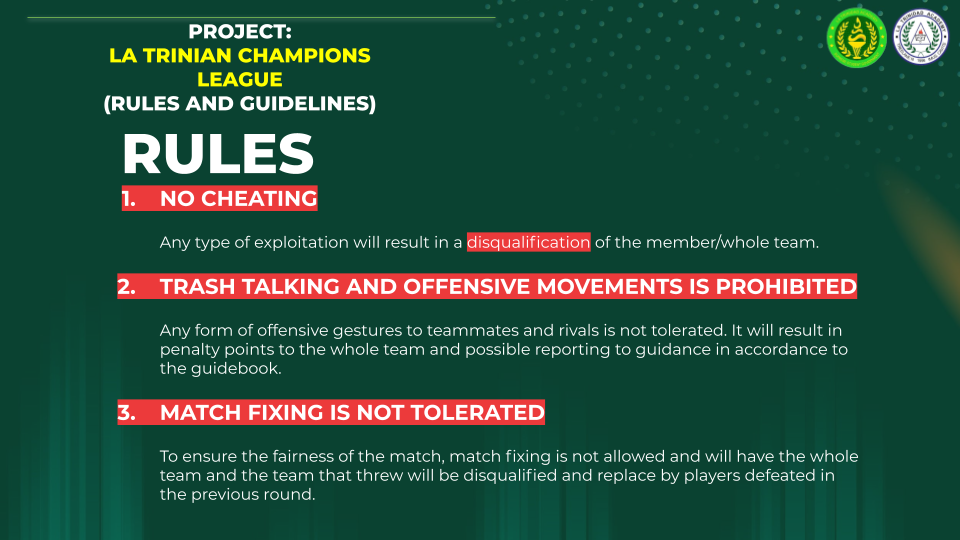 PROJECT:
LA TRINIAN CHAMPIONS
LEAGUE
(RULES AND GUIDELINES)
RULES
1. NO CHEATING
Any type of exploitation will result in a disqualification of the member/whole team.
2. TRASH TALKING AND OFFENSIVE MOVEMENTS IS PROHIBITED
Any form of offensive gestures to teammates and rivals is not tolerated. It will result in
penalty points to the whole team and possible reporting to guidance in accordance to
the guidebook.
3. MATCH FIXING IS NOT TOLERATED
To ensure the fairness of the match, match fixing is not allowed and will have the whole
team and the team that threw will be disqualified and replace by players defeated in
the previous round.
LA TRINIDAD ACADEMY